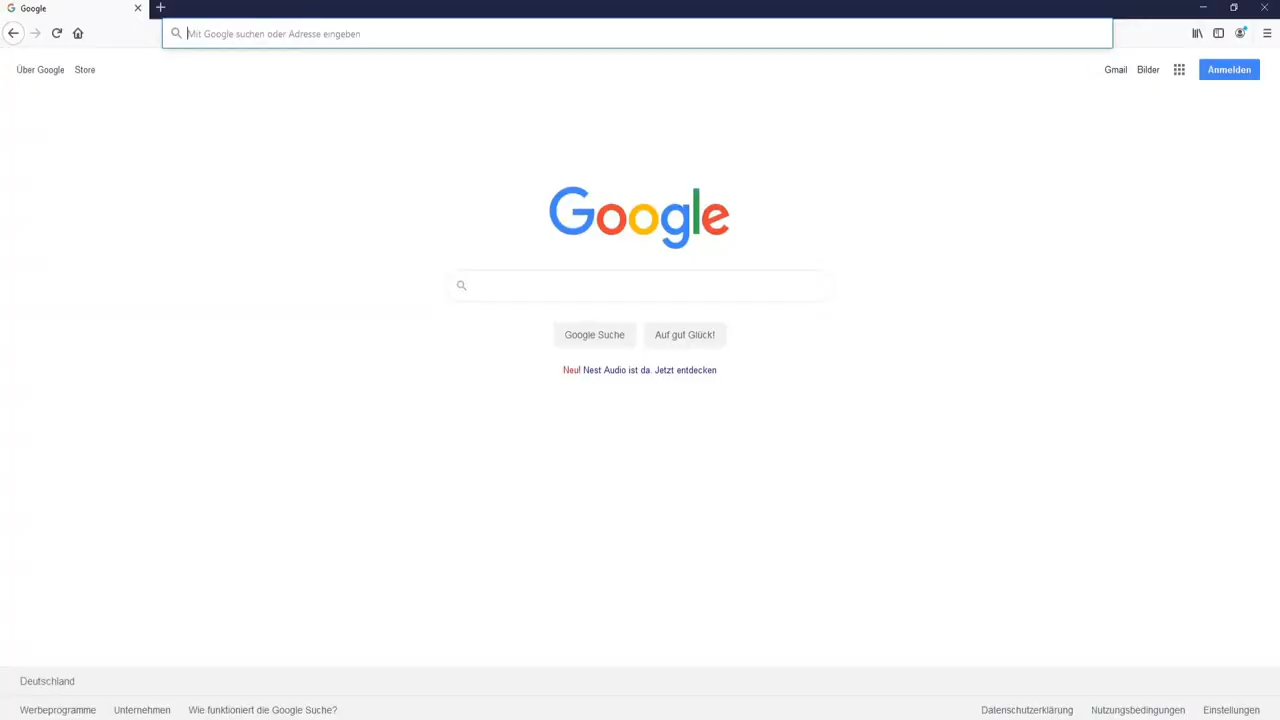 Google
Mit Google suchen oder Adresse eingeben
Über Google Store
Gmail Bilder Anmelden
Google
Google Suche Auf gut Glück!
Neu! Nest Audio ist da. Jetzt entdecken
Deutschland
Werbeprogramme Unternehmen Wie funktioniert die Google Suche? Datenschutzerklärung Nutzungsbedingungen Einstellungen